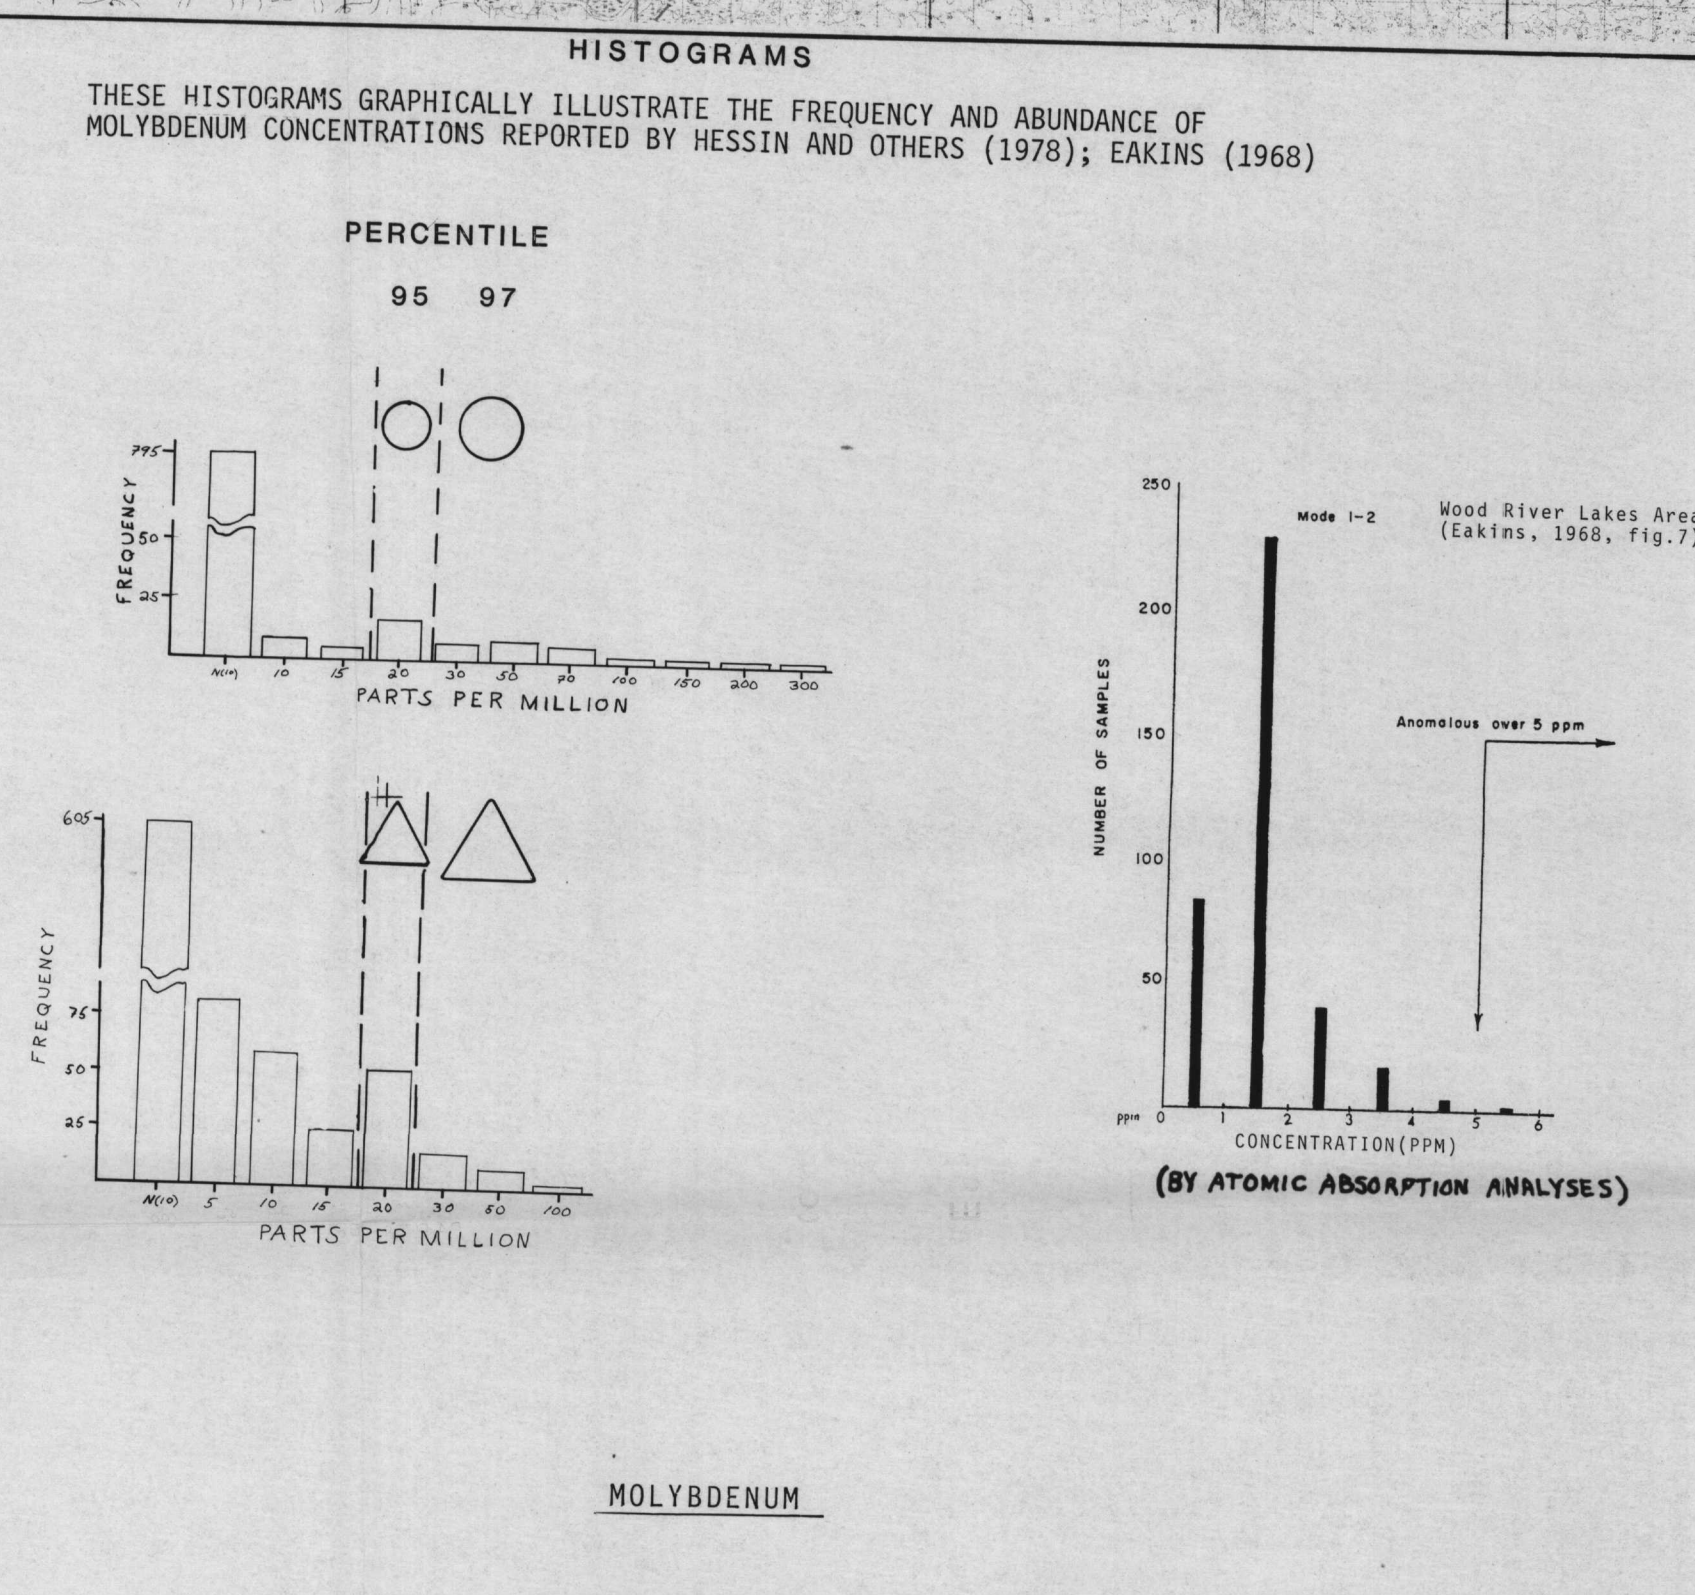 HISTOGRAMS
THESE HISTOGRAMS GRAPHICALLY ILLUSTRATE THE FREQUENCY AND ABUNDANCE OF
MOLYBDENUM CONCENTRATIONS REPORTED BY HESSIN AND OTHERS (1978); EAKINS (1968)
PERCENTILE
95 97
795
50
25
FREQUENCY
N(10) 10 15 20 30 50 70 100 150 200 300
PARTS PER MILLION
605
75
50
25
FREQUENCY
N(10) 5 10 15 20 30 50 100
PARTS PER MILLION
250
200
150
100
50
NUMBER OF SAMPLES
Mode 1-2
Wood River Lakes Area
(Eakins, 1968, fig.7)
Anomalous over 5 ppm
ppm 0 1 2 3 4 5 6
CONCENTRATION(PPM)
(BY ATOMIC ABSORPTION ANALYSES)
MOLYBDENUM